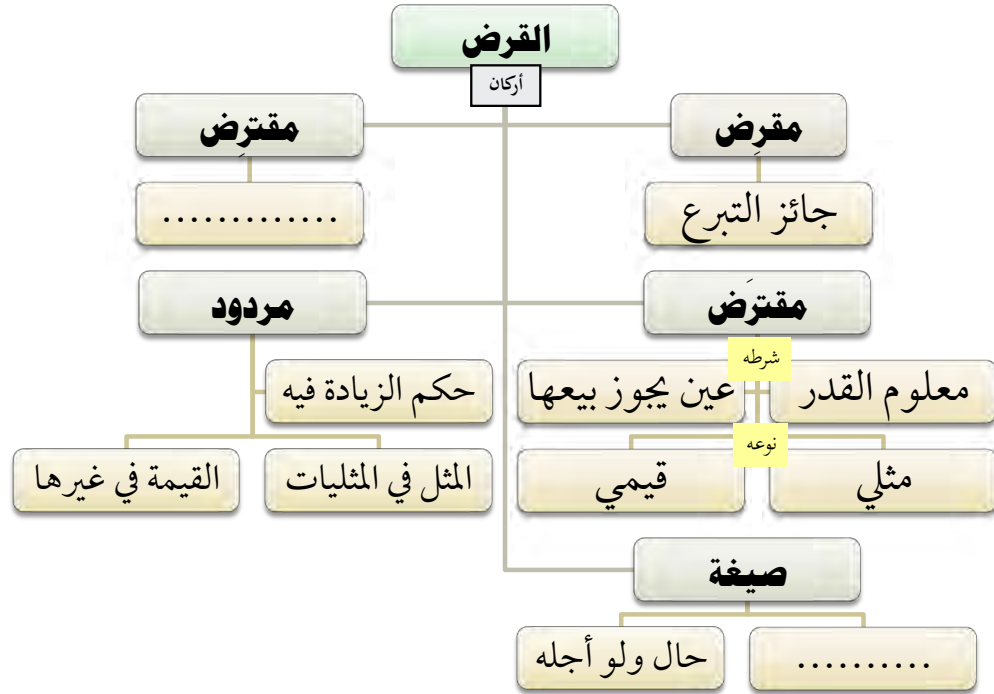 القرض
أركان
مقرِض
مقترِض
جائز التبرع
.............
مقترَض
مردود
شرطه
معلوم القدر
عين يجوز بيعها
حكم الزيادة فيه
نوعه
مثلي
قيمي
المثل في المثليات
القيمة في غيرها
صيغة
..........
حال ولو أجله